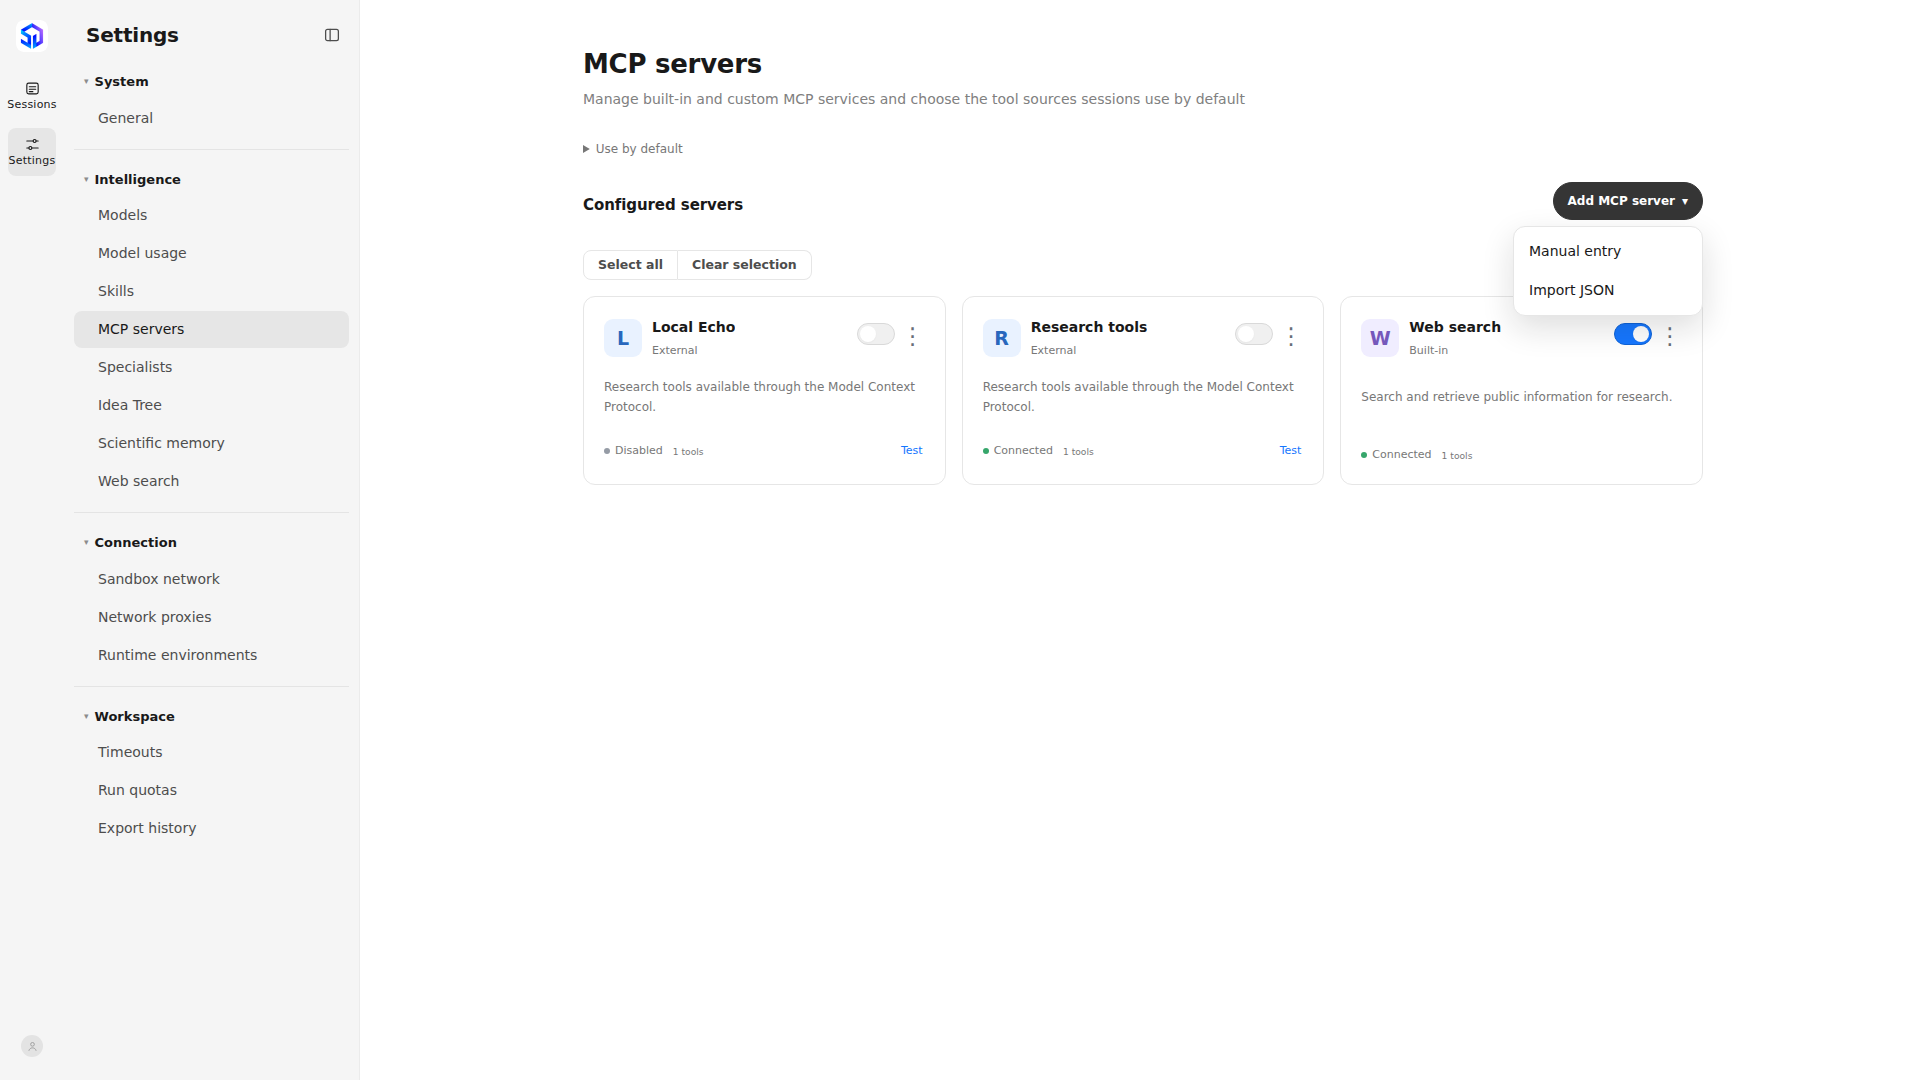 Settings
Sessions
Settings
System
General
Intelligence
Models
Model usage
Skills
MCP servers
Specialists
Idea Tree
Scientific memory
Web search
Connection
Sandbox network
Network proxies
Runtime environments
Workspace
Timeouts
Run quotas
Export history
MCP servers
Manage built-in and custom MCP services and choose the tool sources sessions use by default
Use by default
Configured servers
Add MCP server
Manual entry
Import JSON
Select all
Clear selection
L
Local Echo
External
Research tools available through the Model Context
Protocol.
Disabled
1 tools
Test
R
Research tools
External
Research tools available through the Model Context
Protocol.
Connected
1 tools
Test
W
Web search
Built-in
Search and retrieve public information for research.
Connected
1 tools